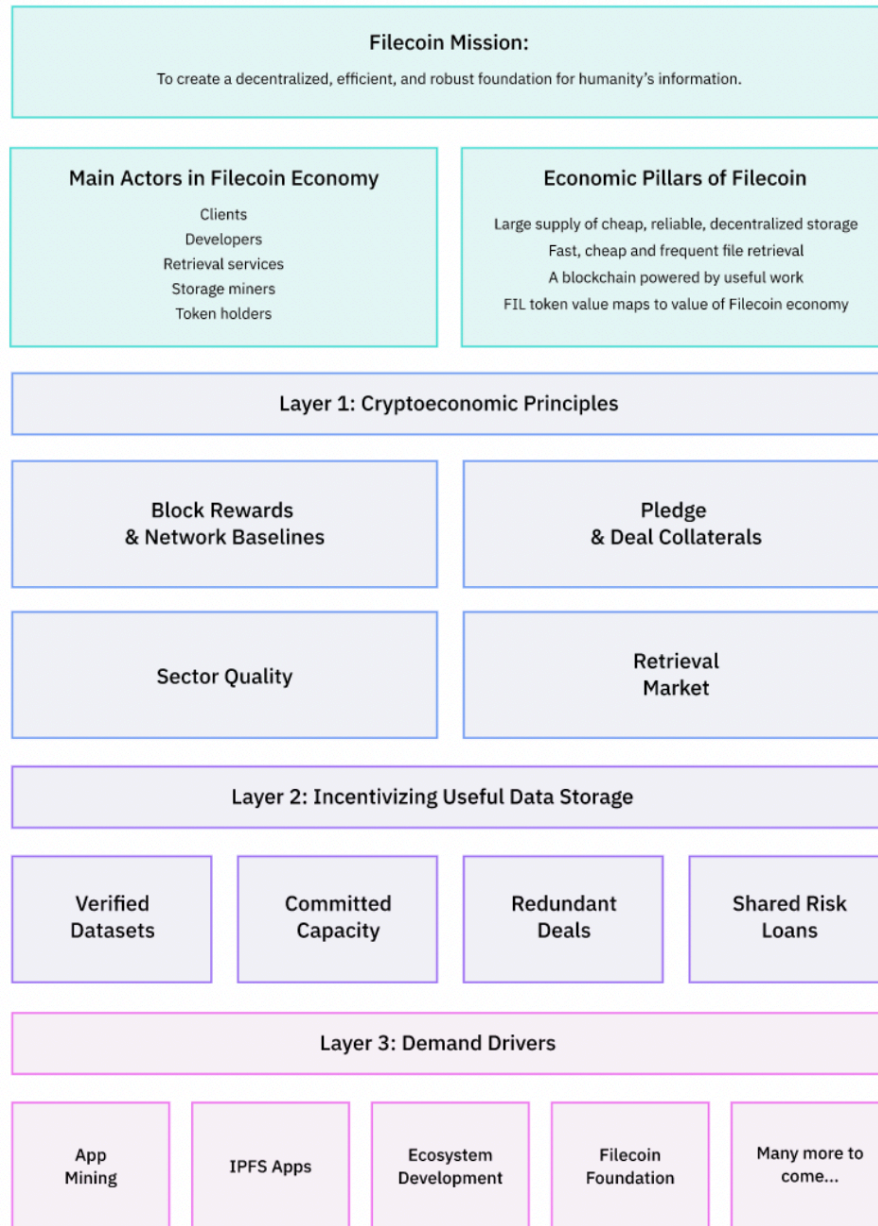 Filecoin Mission:
To create a decentralized, efficient, and robust foundation for humanity's information.
Main Actors in Filecoin Economy
Clients
Developers
Retrieval services
Storage miners
Token holders
Economic Pillars of Filecoin
Large supply of cheap, reliable, decentralized storage
Fast, cheap and frequent file retrieval
A blockchain powered by useful work
FIL token value maps to value of Filecoin economy
Layer 1: Cryptoeconomic Principles
Block Rewards
& Network Baselines
Pledge
& Deal Collaterals
Sector Quality
Retrieval
Market
Layer 2: Incentivizing Useful Data Storage
Verified
Datasets
Committed
Capacity
Redundant
Deals
Shared Risk
Loans
Layer 3: Demand Drivers
App
Mining
IPFS Apps
Ecosystem
Development
Filecoin
Foundation
Many more to
come...